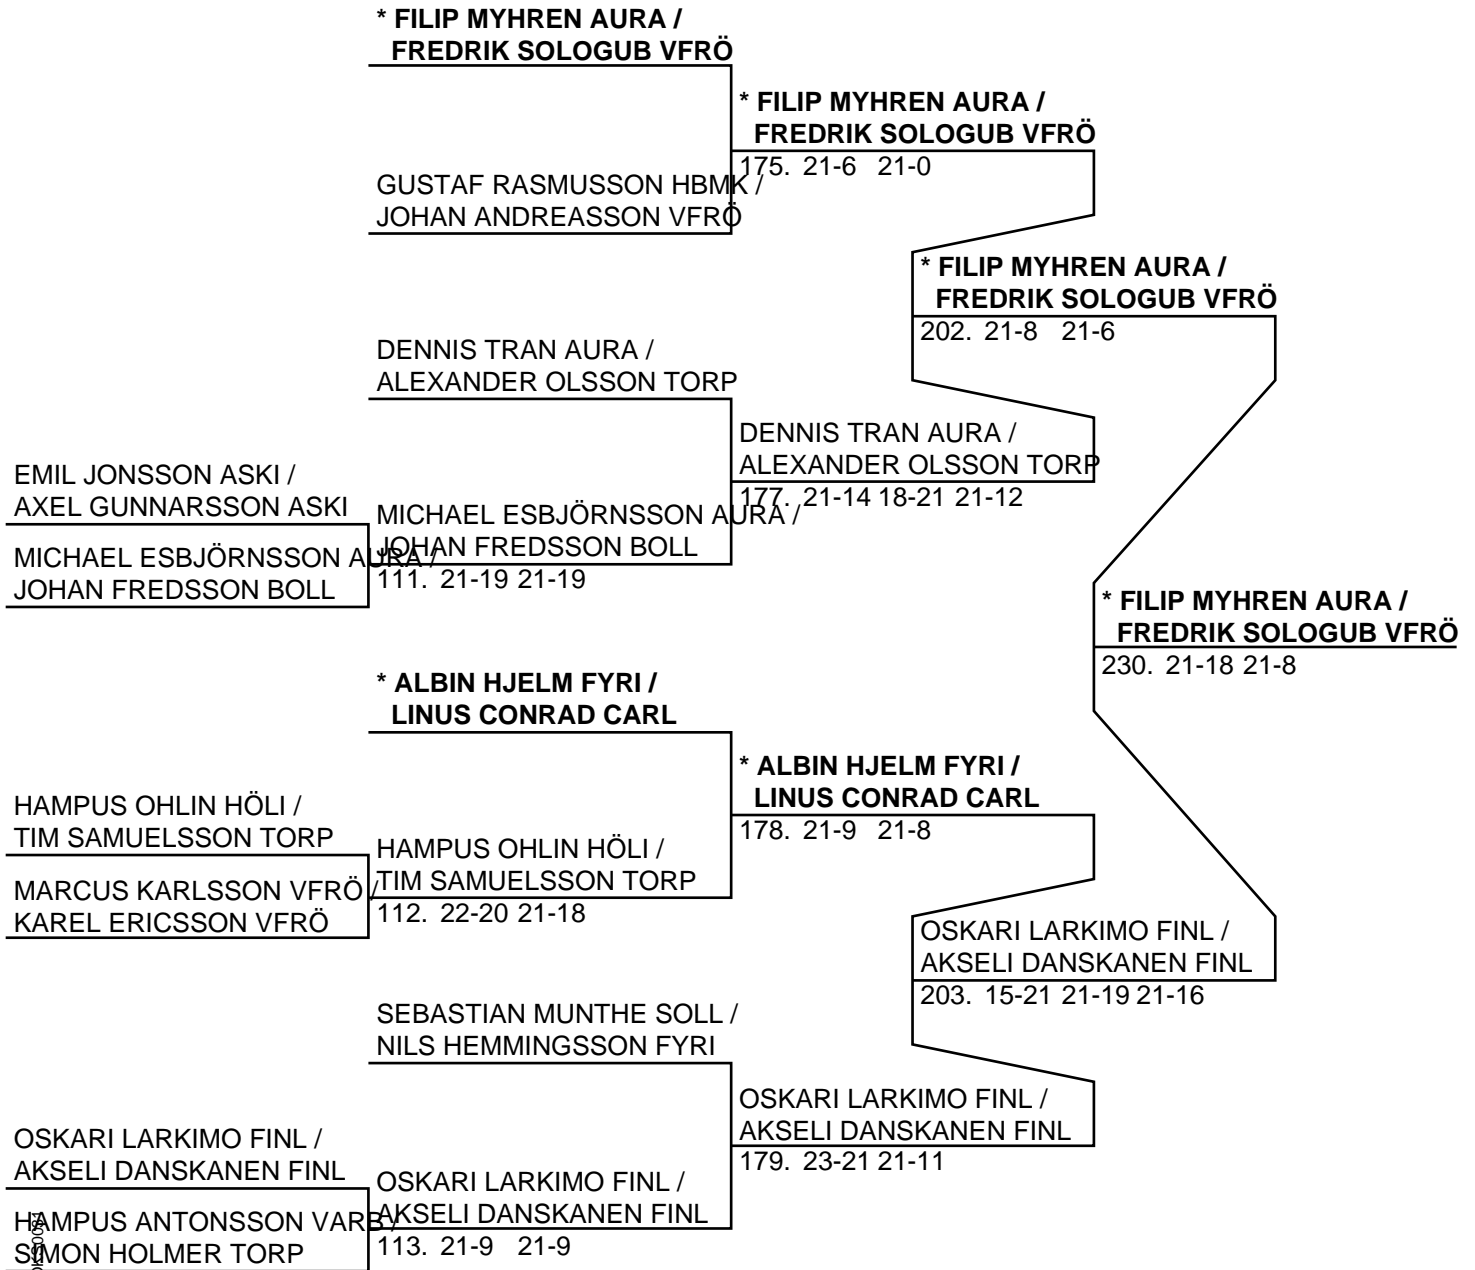 * FILIP MYHREN AURA /
FREDRIK SOLOGUB VFRÖ
* FILIP MYHREN AURA /
FREDRIK SOLOGUB VFRÖ
175. 21-6 21-0
GUSTAF RASMUSSON HBMK /
JOHAN ANDREASSON VFRÖ
* FILIP MYHREN AURA /
FREDRIK SOLOGUB VFRÖ
202. 21-8 21-6
DENNIS TRAN AURA /
ALEXANDER OLSSON TORP
DENNIS TRAN AURA /
ALEXANDER OLSSON TORP
177. 21-14 18-21 21-12
EMIL JONSSON ASKI /
AXEL GUNNARSSON ASKI
MICHAEL ESBJÖRNSSON AURA /
JOHAN FREDSSON BOLL
111. 21-19 21-19
MICHAEL ESBJÖRNSSON AURA /
JOHAN FREDSSON BOLL
* FILIP MYHREN AURA /
FREDRIK SOLOGUB VFRÖ
230. 21-18 21-8
* ALBIN HJELM FYRI /
LINUS CONRAD CARL
* ALBIN HJELM FYRI /
LINUS CONRAD CARL
178. 21-9 21-8
HAMPUS OHLIN HÖLI /
TIM SAMUELSSON TORP
HAMPUS OHLIN HÖLI /
TIM SAMUELSSON TORP
112. 22-20 21-18
MARCUS KARLSSON VFRÖ /
KAREL ERICSSON VFRÖ
OSKARI LARKIMO FINL /
AKSELI DANSKANEN FINL
203. 15-21 21-19 21-16
SEBASTIAN MUNTHE SOLL /
NILS HEMMINGSSON FYRI
OSKARI LARKIMO FINL /
AKSELI DANSKANEN FINL
179. 23-21 21-11
OSKARI LARKIMO FINL /
AKSELI DANSKANEN FINL
OSKARI LARKIMO FINL /
AKSELI DANSKANEN FINL
113. 21-9 21-9
HAMPUS ANTONSSON VARB /
SIMON HOLMER TORP